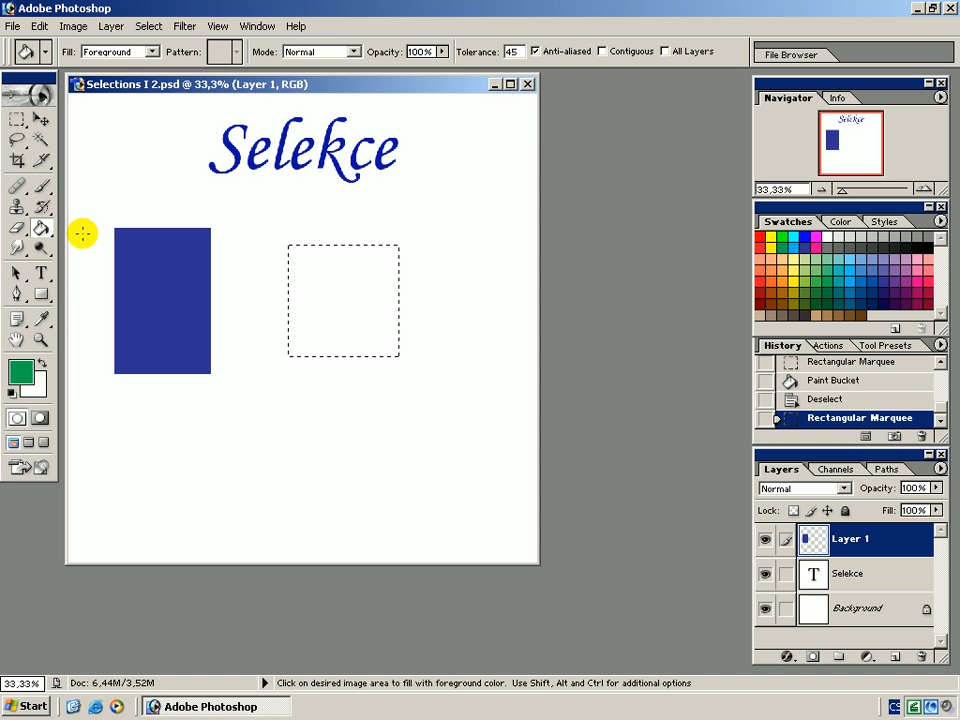 Adobe Photoshop
File Edit Image Layer Select Filter View Window Help
Fill: Foreground Pattern: Mode: Normal Opacity: 100% Tolerance: 45 Anti-aliased Contiguous All Layers
File Browser
Selections I 2.psd @ 33,3% (Layer 1, RGB)
Selekce
Navigator Info
Selekce
33,33%
Swatches Color Styles
History Actions Tool Presets
Rectangular Marquee
Paint Bucket
Deselect
Rectangular Marquee
Layers Channels Paths
Normal Opacity: 100%
Lock: Fill: 100%
Layer 1
T Selekce
Background
33,33% Doc: 6,44M/3,52M Click on desired image area to fill with foreground color. Use Shift, Alt and Ctrl for additional options
Start Adobe Photoshop CS